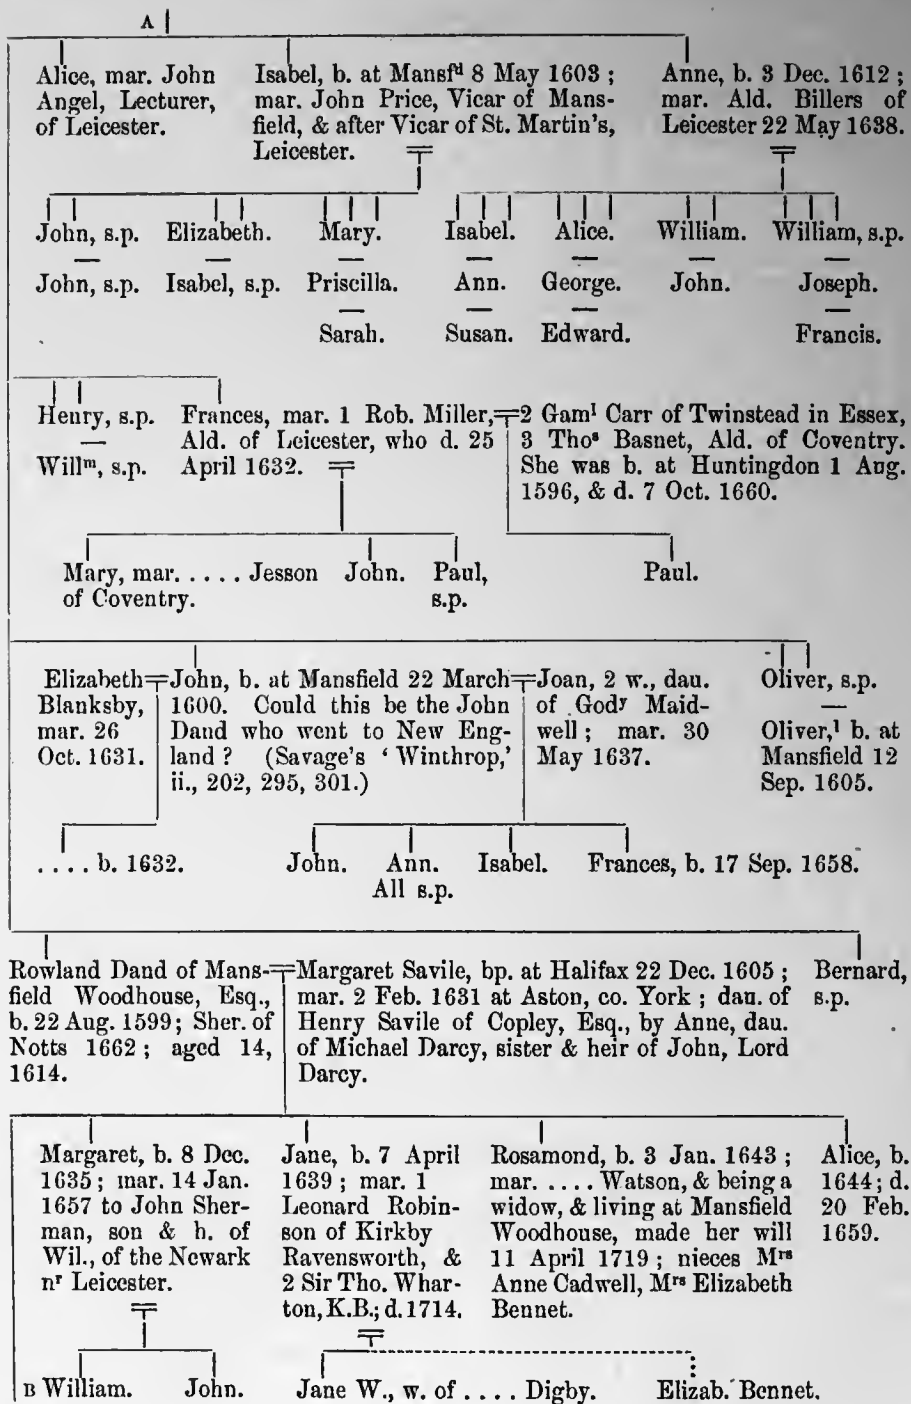 A
Alice, mar. John
Angel, Lecturer,
of Leicester.
Isabel, b. at Mansfᵈ 8 May 1603 ;
mar. John Price, Vicar of Mans-
field, & after Vicar of St. Martin's,
Leicester.
Anne, b. 3 Dec. 1612 ;
mar. Ald. Billers of
Leicester 22 May 1638.
John, s.p. Elizabeth. Mary. Isabel. Alice. William. William, s.p.
John, s.p. Isabel, s.p. Priscilla. Ann. George. John. Joseph.
Sarah. Susan. Edward. Francis.
Henry, s.p.
—
Willᵐ, s.p.
Frances, mar. 1 Rob. Miller,
Ald. of Leicester, who d. 25
April 1632.
2 Gamˡ Carr of Twinstead in Essex,
3 Thoˢ Basnet, Ald. of Coventry.
She was b. at Huntingdon 1 Aug.
1596, & d. 7 Oct. 1660.
Mary, mar. . . . . . Jesson
of Coventry.
John.
Paul,
s.p.
Paul.
Elizabeth
Blanksby,
mar. 26
Oct. 1631.
John, b. at Mansfield 22 March
1600. Could this be the John
Dand who went to New Eng-
land ? (Savage's ‘ Winthrop,’
ii., 202, 295, 301.)
Joan, 2 w., dau.
of Godʸ Maid-
well ; mar. 30
May 1637.
Oliver, s.p.
—
Oliver,¹ b. at
Mansfield 12
Sep. 1605.
. . . . b. 1632.
John. Ann. Isabel. Frances, b. 17 Sep. 1658.
All s.p.
Rowland Dand of Mans-
field Woodhouse, Esq.,
b. 22 Aug. 1599 ; Sher. of
Notts 1662 ; aged 14,
1614.
Margaret Savile, bp. at Halifax 22 Dec. 1605 ;
mar. 2 Feb. 1631 at Aston, co. York ; dau. of
Henry Savile of Copley, Esq., by Anne, dau.
of Michael Darcy, sister & heir of John, Lord
Darcy.
Bernard,
s.p.
Margaret, b. 8 Dec.
1635 ; mar. 14 Jan.
1657 to John Sher-
man, son & h. of
Wil., of the Newark
nʳ Leicester.
Jane, b. 7 April
1639 ; mar. 1
Leonard Robin-
son of Kirkby
Ravensworth, &
2 Sir Tho. Whar-
ton, K.B.; d. 1714.
Rosamond, b. 3 Jan. 1643 ;
mar. . . . . Watson, & being a
widow, & living at Mansfield
Woodhouse, made her will
11 April 1719 ; nieces Mʳˢ
Anne Cadwell, Mʳˢ Elizabeth
Bennet.
Alice, b.
1644 ; d.
20 Feb.
1659.
B William. John. Jane W., w. of . . . . Digby. Elizab. Bennet.